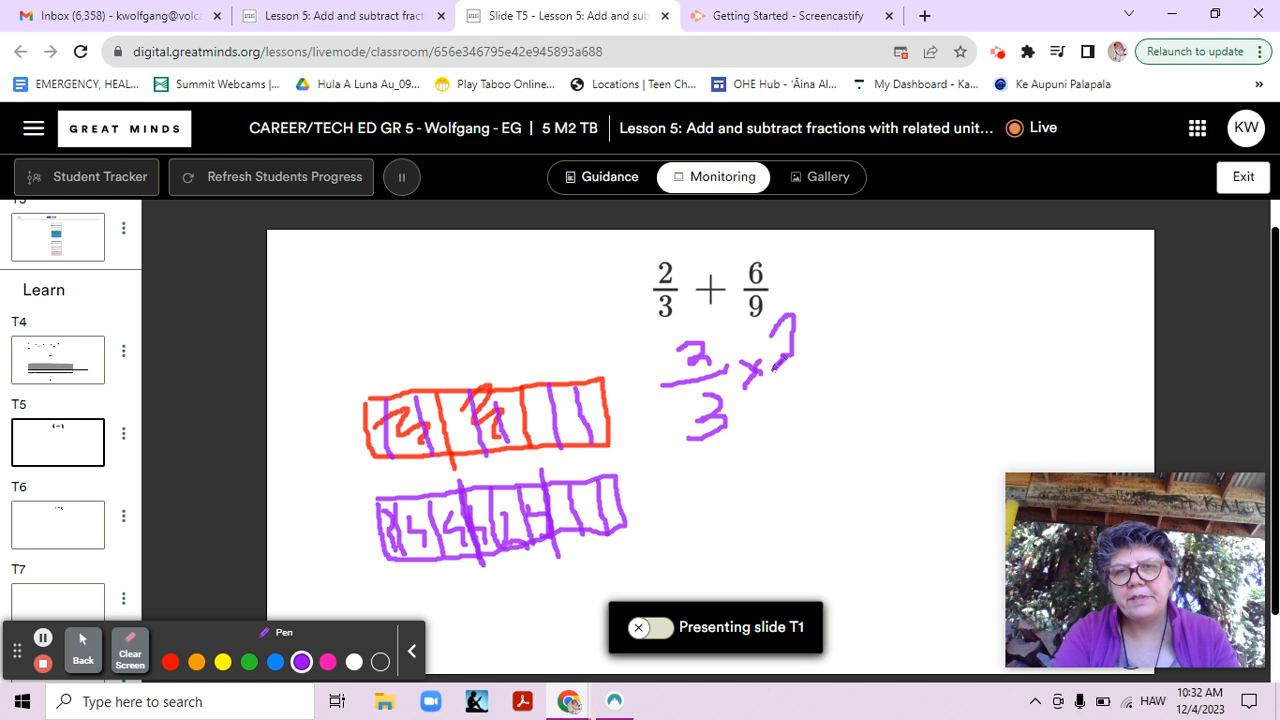 Inbox (6,358) - kwolfgang@volca
Lesson 5: Add and subtract fract
Slide T5 - Lesson 5: Add and sub
Getting Started - Screencastify
digital.greatminds.org/lessons/livemode/classroom/656e346795e42e945893a688
Relaunch to update
EMERGENCY, HEAL...
Summit Webcams |...
Hula A Luna Au_09...
Play Taboo Onlline...
Locations | Teen Ch...
OHE Hub - ʻĀina Al...
My Dashboard - Ka...
Ke Aupuni Palapala
»
GREAT MINDS
CAREER/TECH ED GR 5 - Wolfgang - EG | 5 M2 TB
Lesson 5: Add and subtract fractions with related unit...
Live
KW
Student Tracker
Refresh Students Progress
Guidance
Monitoring
Gallery
Exit
Learn
T4
T5
T6
T7
2/3 + 6/9
2/3 ×
Presenting slide T1
Pen
Back
Clear
Screen
Type here to search
HAW
10:32 AM
12/4/2023